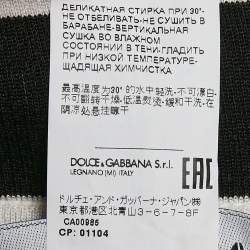 ДЕЛИКАТНАЯ СТИРКА ПРИ 30°-
НЕ ОТБЕЛИВАТЬ-НЕ СУШИТЬ В
БАРАБАНЕ-ВЕРТИКАЛЬНАЯ
СУШКА ВО ВЛАЖНОМ
СОСТОЯНИИ В ТЕНИ-ГЛАДИТЬ
ПРИ НИЗКОЙ ТЕМПЕРАТУРЕ-
ЩАДЯЩАЯ ХИМЧИСТКА
最高温度为30°的水中轻洗-不可漂白-
不可翻转干燥-低温熨烫-缓和干洗-在
阴凉处悬挂晾干
DOLCE & GABBANA S.r.l.
LEGNANO (MI) ITALY
EAC
ドルチェ・アンド・ガッバーナ・ジャパン㈱
東京都港区北青山3-6-7-8F
CA00985
CP: 01104